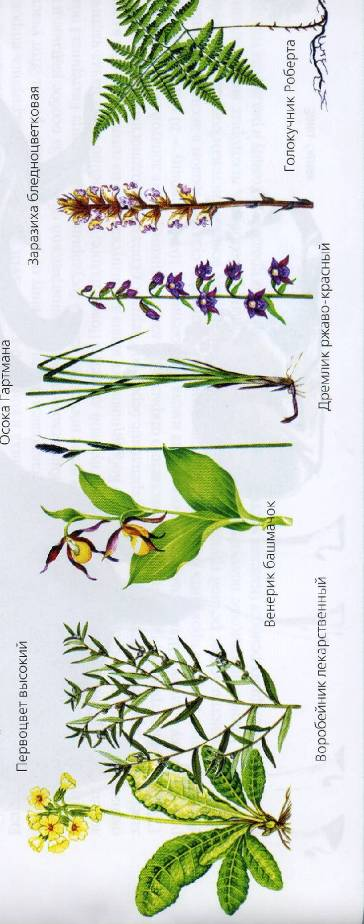 Первоцвет высокий
Воробейник лекарственный
Венерин башмачок
Осока Гартмана
Дремлик ржаво-красный
Заразиха бледноцветковая
Голокучник Роберта